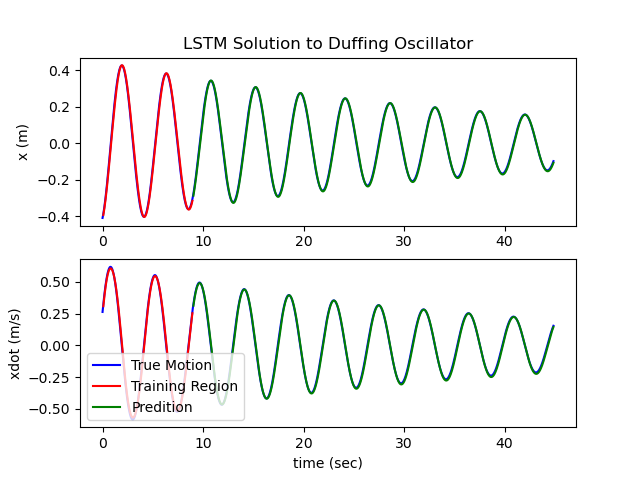 LSTM Solution to Duffing Oscillator
0.4
0.2
0.0
−0.2
−0.4
x (m)
0 10 20 30 40
0.50
0.25
0.00
−0.25
−0.50
xdot (m/s)
True Motion
Training Region
Predition
0 10 20 30 40
time (sec)